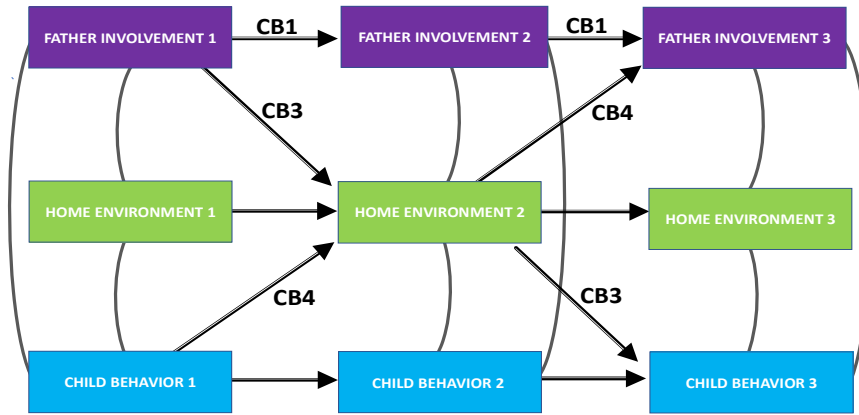 FATHER INVOLVEMENT 1
CB1
FATHER INVOLVEMENT 2
CB1
FATHER INVOLVEMENT 3
CB3
CB4
HOME ENVIRONMENT 1
HOME ENVIRONMENT 2
HOME ENVIRONMENT 3
CB4
CB3
CHILD BEHAVIOR 1
CHILD BEHAVIOR 2
CHILD BEHAVIOR 3